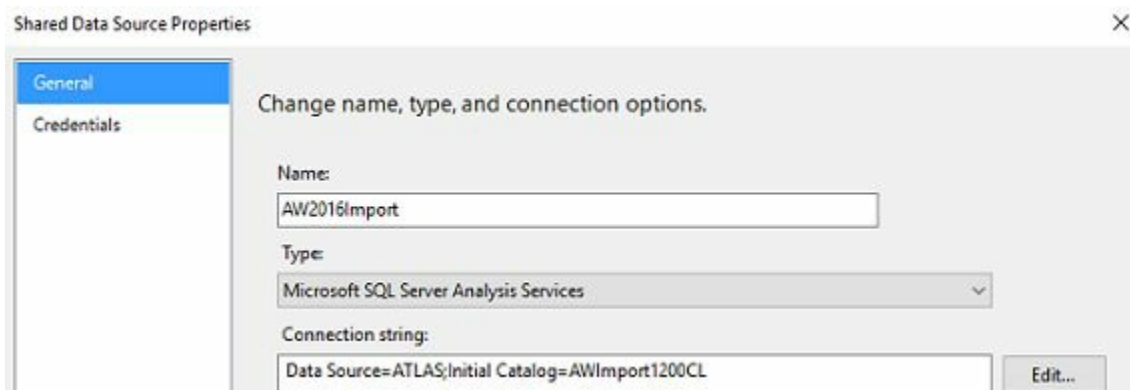 Shared Data Source Properties
General
Credentials
Change name, type, and connection options.
Name:
AW2016Import
Type:
Microsoft SQL Server Analysis Services
Connection string:
Data Source=ATLAS;Initial Catalog=AWImport1200CL
Edit...